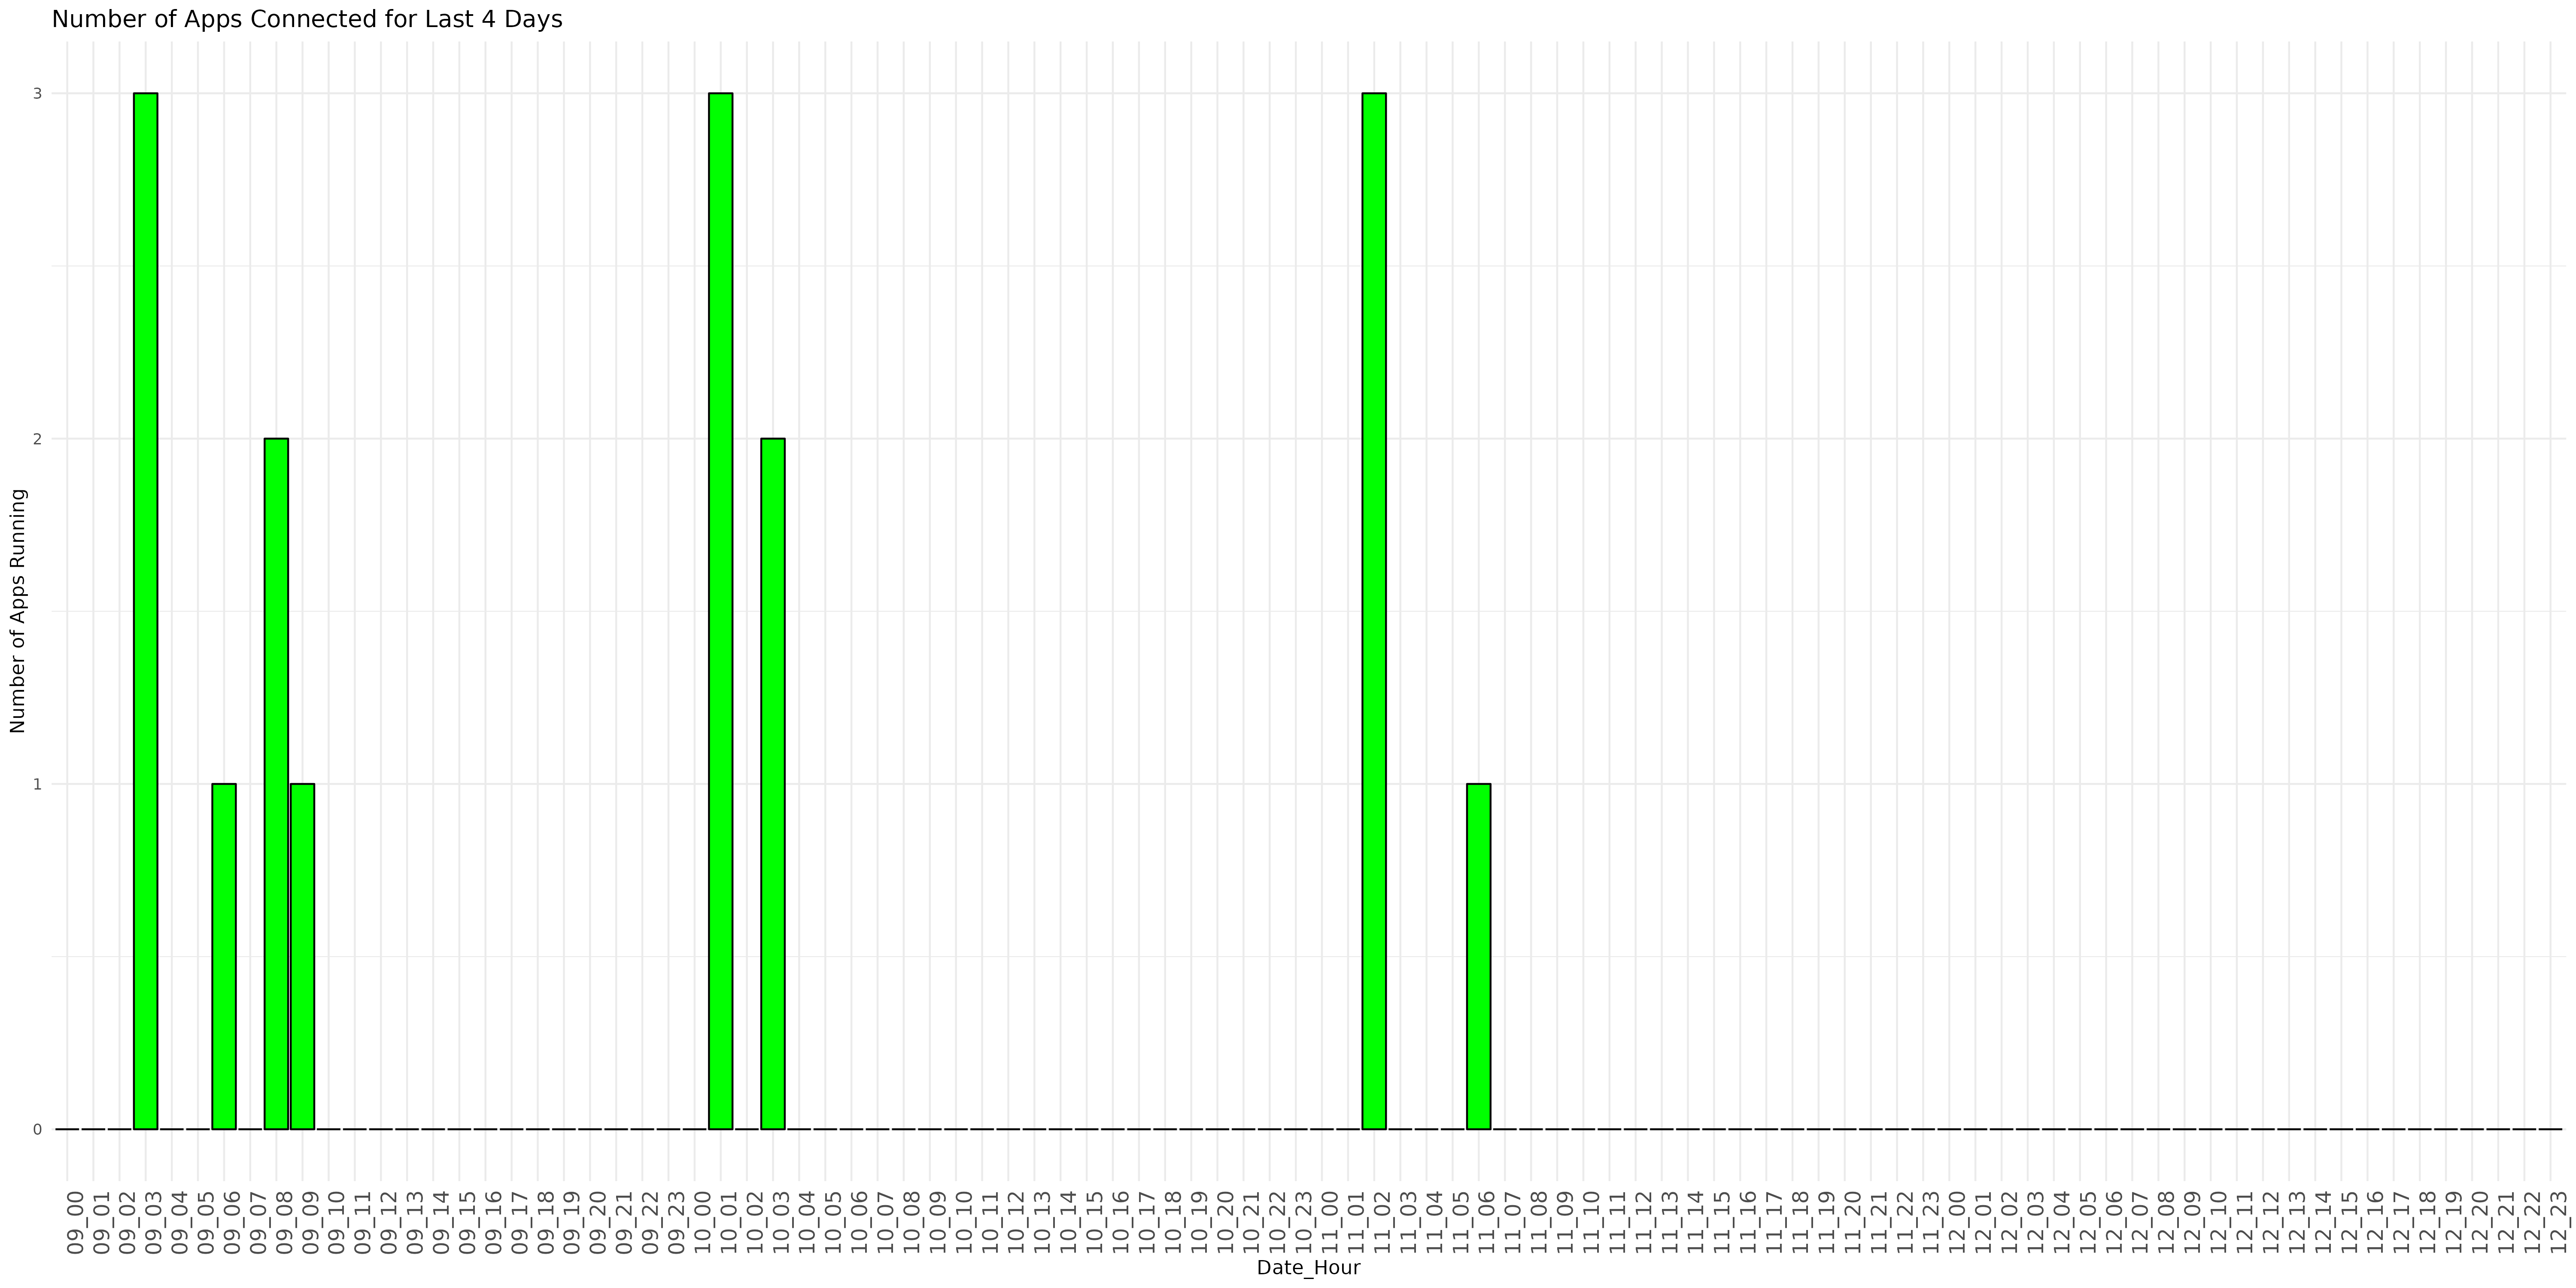 Number of Apps Connected for Last 4 Days
Number of Apps Running
3
2
1
0
09_00 09_01 09_02 09_03 09_04 09_05 09_06 09_07 09_08 09_09 09_10 09_11 09_12 09_13 09_14 09_15 09_16 09_17 09_18 09_19 09_20 09_21 09_22 09_23 10_00 10_01 10_02 10_03 10_04 10_05 10_06 10_07 10_08 10_09 10_10 10_11 10_12 10_13 10_14 10_15 10_16 10_17 10_18 10_19 10_20 10_21 10_22 10_23 11_00 11_01 11_02 11_03 11_04 11_05 11_06 11_07 11_08 11_09 11_10 11_11 11_12 11_13 11_14 11_15 11_16 11_17 11_18 11_19 11_20 11_21 11_22 11_23 12_00 12_01 12_02 12_03 12_04 12_05 12_06 12_07 12_08 12_09 12_10 12_11 12_12 12_13 12_14 12_15 12_16 12_17 12_18 12_19 12_20 12_21 12_22 12_23
Date_Hour